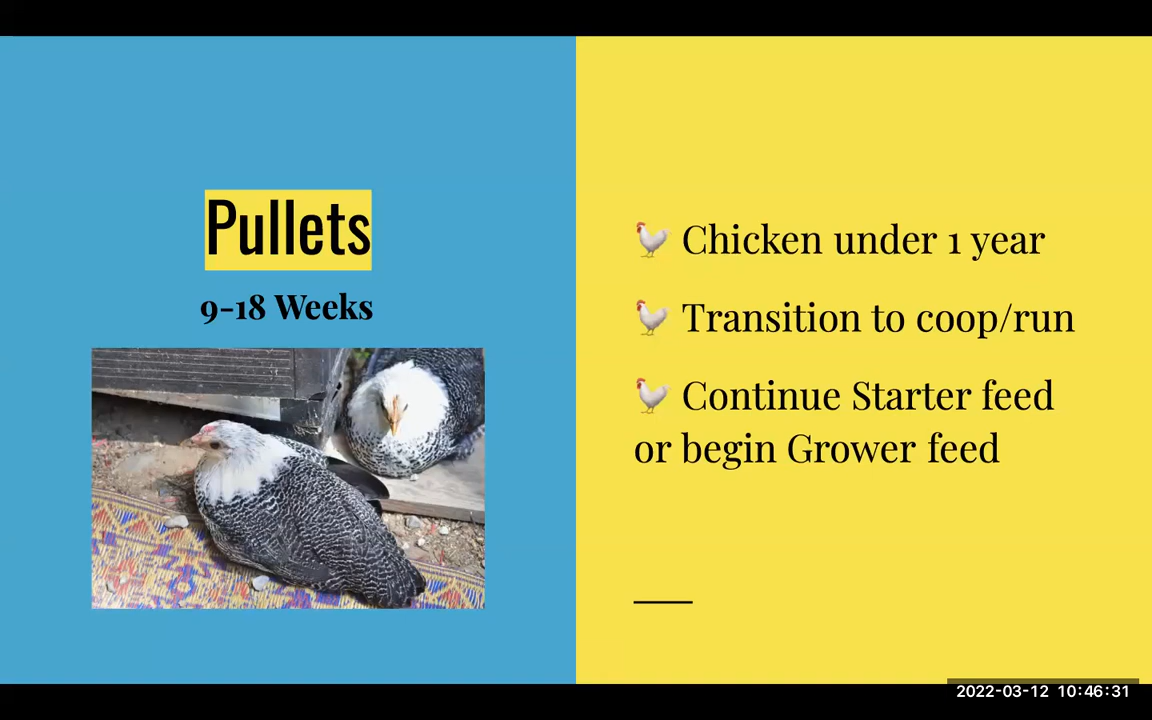 Pullets
9-18 Weeks
🐓 Chicken under 1 year
🐓 Transition to coop/run
🐓 Continue Starter feed
or begin Grower feed
2022-03-12 10:46:31